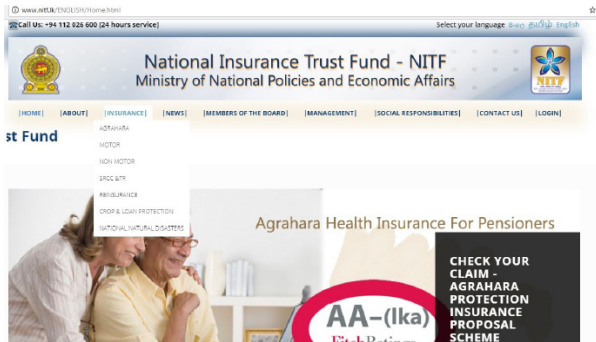 www.nitf.lk/ENGLISH/Home.html
Call Us: +94 112 026 600 [24 hours service]
Select your language සිංහල தமிழ் English
National Insurance Trust Fund - NITF
Ministry of National Policies and Economic Affairs
NITF
|HOME| |ABOUT| |INSURANCE| |NEWS| |MEMBERS OF THE BOARD| |MANAGEMENT| |SOCIAL RESPONSIBILITIES| |CONTACT US| |LOGIN|
st Fund
AGRAHARA
MOTOR
NON MOTOR
SRCC &TR
REINSURANCE
CROP & LOAN PROTECTION
NATIONAL NATURAL DISASTERS
Agrahara Health Insurance For Pensioners
CHECK YOUR
CLAIM -
AGRAHARA
PROTECTION
INSURANCE
PROPOSAL
SCHEME
AA-(lka)
FitchRatings